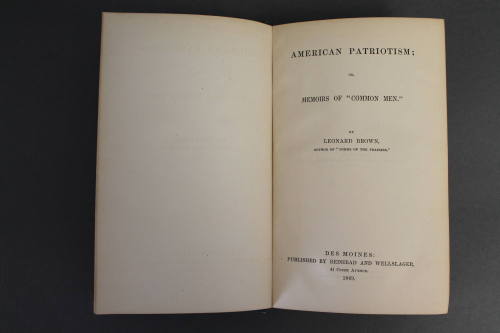 AMERICAN PATRIOTISM;
OR,
MEMOIRS OF "COMMON MEN."
BY
LEONARD BROWN,
AUTHOR OF "POEMS OF THE PRAIRIES,"
DES MOINES:
PUBLISHED BY REDHEAD AND WELLSLAGER,
41 COURT AVENUE.
1869.